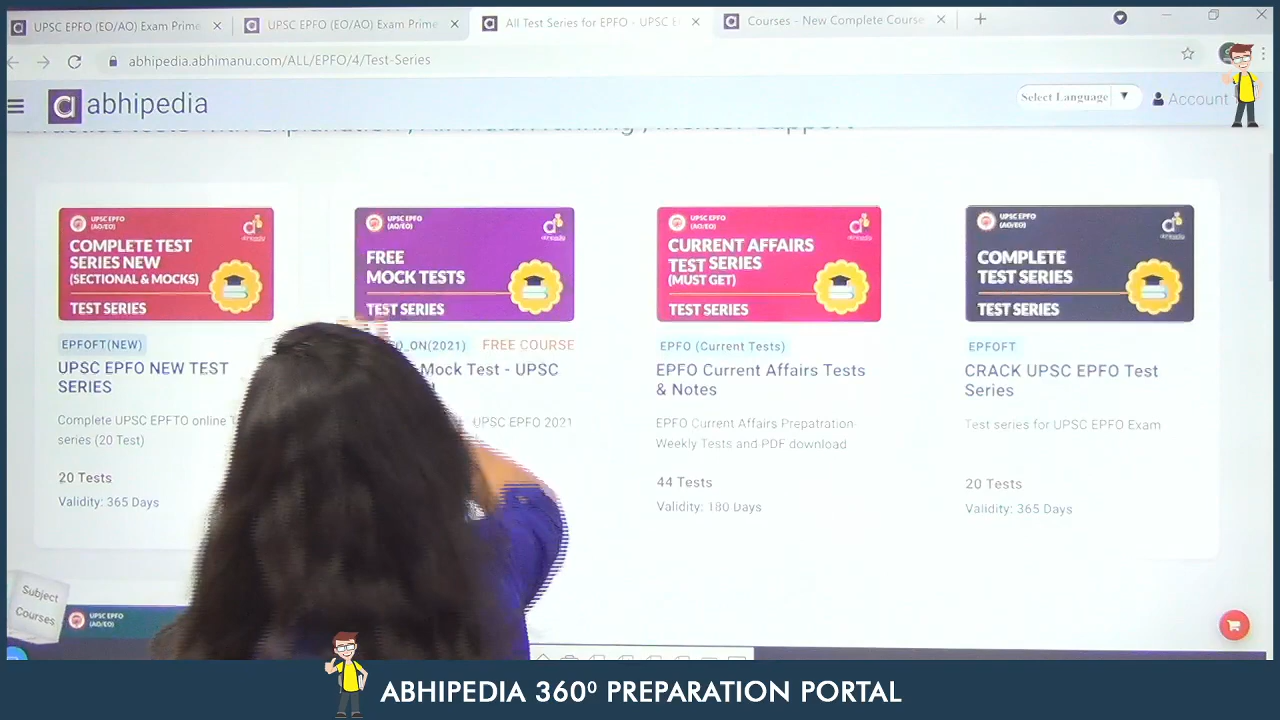 UPSC EPFO (EO/AO) Exam Prime
UPSC EPFO (EO/AO) Exam Prime
All Test Series for EPFO - UPSC E
Courses - New Complete Course
abhipedia.abhimanu.com/ALL/EPFO/4/Test-Series
abhipedia
Select Language
Account
UPSC EPFO
(AO/EO)
COMPLETE TEST
SERIES NEW
(SECTIONAL & MOCKS)
TEST SERIES
EPFOFT(NEW)
UPSC EPFO NEW TEST
SERIES
Complete UPSC EPFTO online
series (20 Test)
20 Tests
Validity: 365 Days
UPSC EPFO
(AO/EO)
FREE
MOCK TESTS
TEST SERIES
O_ON(2021) FREE COURSE
Mock Test - UPSC
UPSC EPFO 2021
UPSC EPFO
(AO/EO)
CURRENT AFFAIRS
TEST SERIES
(MUST GET)
TEST SERIES
EPFO (Current Tests)
EPFO Current Affairs Tests
& Notes
EPFO Current Affairs Prepatration
Weekly Tests and PDF download
44 Tests
Validity: 180 Days
UPSC EPFO
(AO/EO)
COMPLETE
TEST SERIES
TEST SERIES
EPFOFT
CRACK UPSC EPFO Test
Series
Test series for UPSC EPFO Exam
20 Tests
Validity: 365 Days
Subject
Courses
UPSC EPFO
(AO/EO)
ABHIPEDIA 360⁰ PREPARATION PORTAL